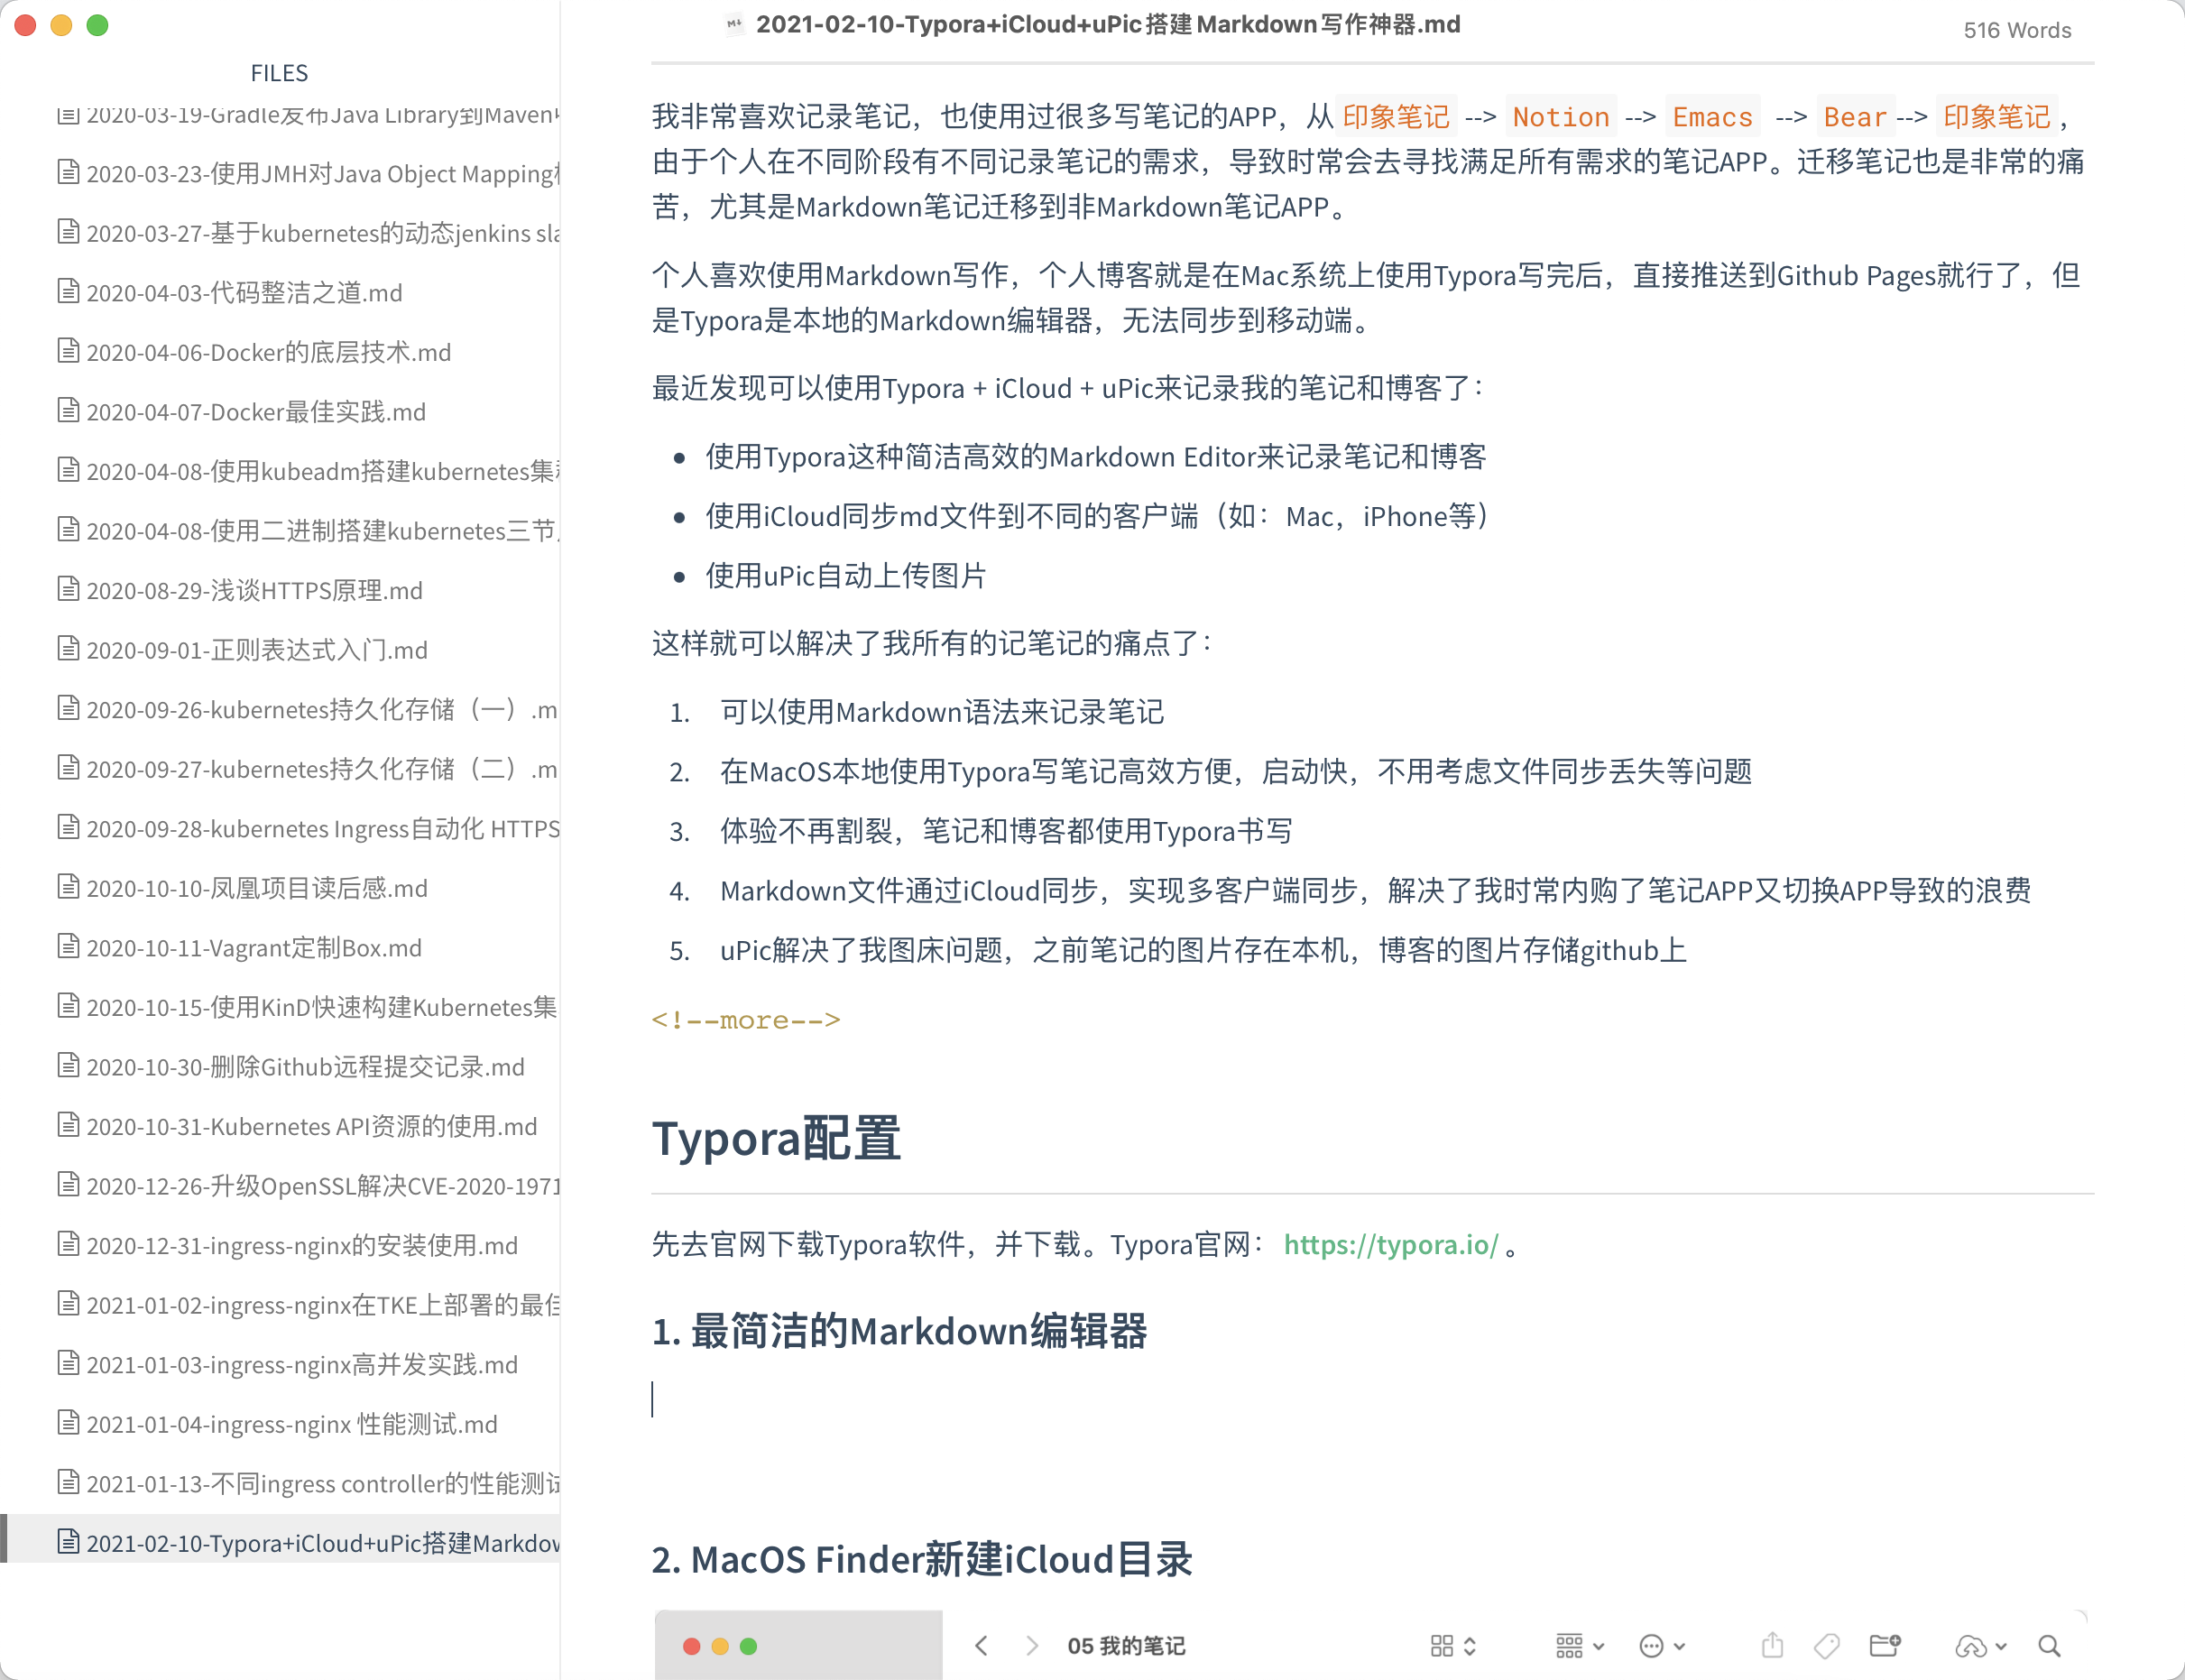 2021-02-10-Typora+iCloud+uPic搭建Markdown写作神器.md
516 Words
FILES
2020-03-19-Gradle发布Java Library到Maven
2020-03-23-使用JMH对Java Object Mapping
2020-03-27-基于kubernetes的动态jenkins sla
2020-04-03-代码整洁之道.md
2020-04-06-Docker的底层技术.md
2020-04-07-Docker最佳实践.md
2020-04-08-使用kubeadm搭建kubernetes集
2020-04-08-使用二进制搭建kubernetes三节
2020-08-29-浅谈HTTPS原理.md
2020-09-01-正则表达式入门.md
2020-09-26-kubernetes持久化存储（一）.m
2020-09-27-kubernetes持久化存储（二）.m
2020-09-28-kubernetes Ingress自动化 HTTPS
2020-10-10-凤凰项目读后感.md
2020-10-11-Vagrant定制Box.md
2020-10-15-使用KinD快速构建Kubernetes集
2020-10-30-删除Github远程提交记录.md
2020-10-31-Kubernetes API资源的使用.md
2020-12-26-升级OpenSSL解决CVE-2020-1971
2020-12-31-ingress-nginx的安装使用.md
2021-01-02-ingress-nginx在TKE上部署的最佳
2021-01-03-ingress-nginx高并发实践.md
2021-01-04-ingress-nginx 性能测试.md
2021-01-13-不同ingress controller的性能测试
2021-02-10-Typora+iCloud+uPic搭建Markdow
我非常喜欢记录笔记，也使用过很多写笔记的APP，从 印象笔记 --> Notion --> Emacs --> Bear --> 印象笔记，
由于个人在不同阶段有不同记录笔记的需求，导致时常会去寻找满足所有需求的笔记APP。迁移笔记也是非常的痛
苦，尤其是Markdown笔记迁移到非Markdown笔记APP。
个人喜欢使用Markdown写作，个人博客就是在Mac系统上使用Typora写完后，直接推送到Github Pages就行了，但
是Typora是本地的Markdown编辑器，无法同步到移动端。
最近发现可以使用Typora + iCloud + uPic来记录我的笔记和博客了：
• 使用Typora这种简洁高效的Markdown Editor来记录笔记和博客
• 使用iCloud同步md文件到不同的客户端（如：Mac，iPhone等）
• 使用uPic自动上传图片
这样就可以解决了我所有的记笔记的痛点了：
1. 可以使用Markdown语法来记录笔记
2. 在MacOS本地使用Typora写笔记高效方便，启动快，不用考虑文件同步丢失等问题
3. 体验不再割裂，笔记和博客都使用Typora书写
4. Markdown文件通过iCloud同步，实现多客户端同步，解决了我时常内购了笔记APP又切换APP导致的浪费
5. uPic解决了我图床问题，之前笔记的图片存在本机，博客的图片存储github上
<!--more-->
Typora配置
先去官网下载Typora软件，并下载。Typora官网：https://typora.io/ 。
1. 最简洁的Markdown编辑器
2. MacOS Finder新建iCloud目录
05 我的笔记